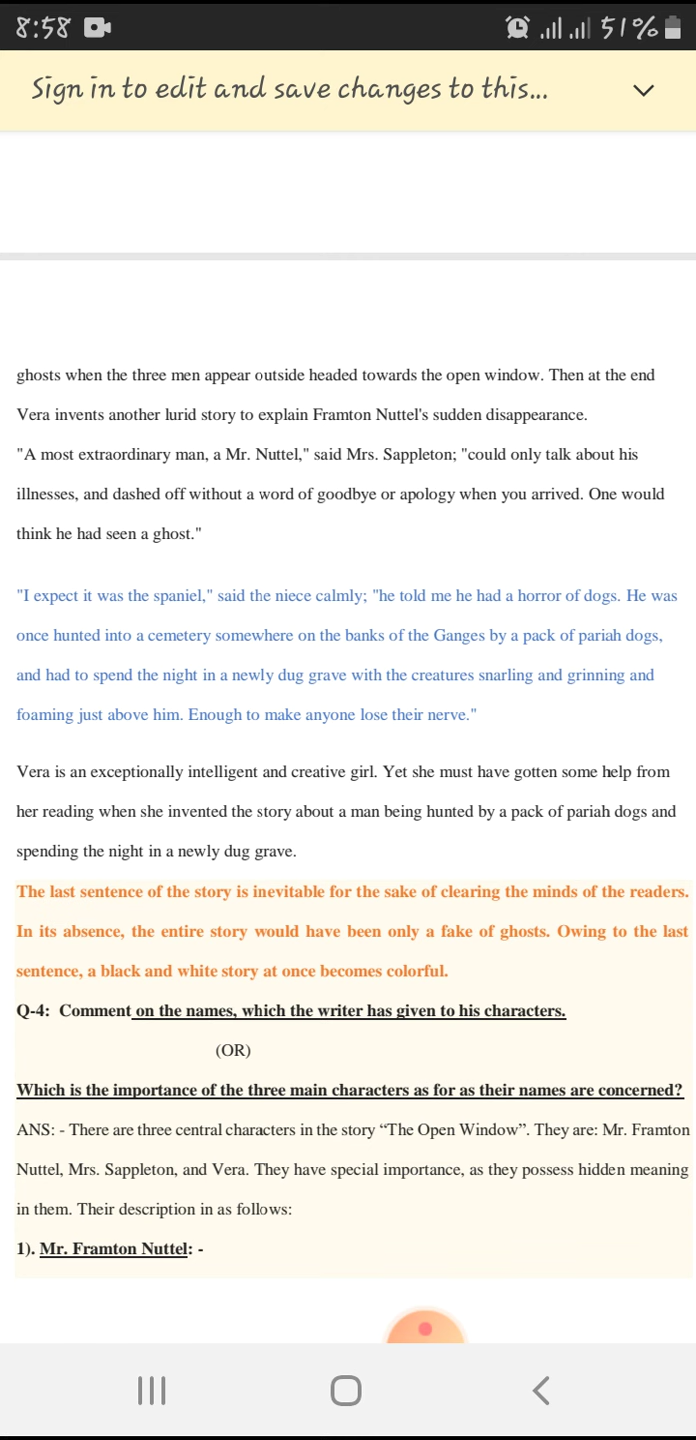 8:58
51%
Sign in to edit and save changes to this...
ghosts when the three men appear outside headed towards the open window. Then at the end
Vera invents another lurid story to explain Framton Nuttel's sudden disappearance.
"A most extraordinary man, a Mr. Nuttel," said Mrs. Sappleton; "could only talk about his
illnesses, and dashed off without a word of goodbye or apology when you arrived. One would
think he had seen a ghost."
"I expect it was the spaniel," said the niece calmly; "he told me he had a horror of dogs. He was
once hunted into a cemetery somewhere on the banks of the Ganges by a pack of pariah dogs,
and had to spend the night in a newly dug grave with the creatures snarling and grinning and
foaming just above him. Enough to make anyone lose their nerve."
Vera is an exceptionally intelligent and creative girl. Yet she must have gotten some help from
her reading when she invented the story about a man being hunted by a pack of pariah dogs and
spending the night in a newly dug grave.
The last sentence of the story is inevitable for the sake of clearing the minds of the readers.
In its absence, the entire story would have been only a fake of ghosts. Owing to the last
sentence, a black and white story at once becomes colorful.
Q-4: Comment on the names, which the writer has given to his characters.
(OR)
Which is the importance of the three main characters as for as their names are concerned?
ANS: - There are three central characters in the story “The Open Window”. They are: Mr. Framton
Nuttel, Mrs. Sappleton, and Vera. They have special importance, as they possess hidden meaning
in them. Their description in as follows:
1). Mr. Framton Nuttel: -